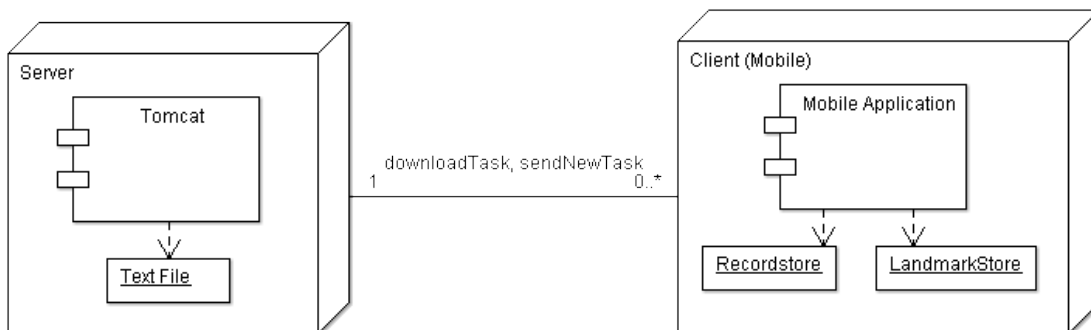 Server
Tomcat
Text File
downloadTask, sendNewTask
1
0..*
Client (Mobile)
Mobile Application
Recordstore
LandmarkStore